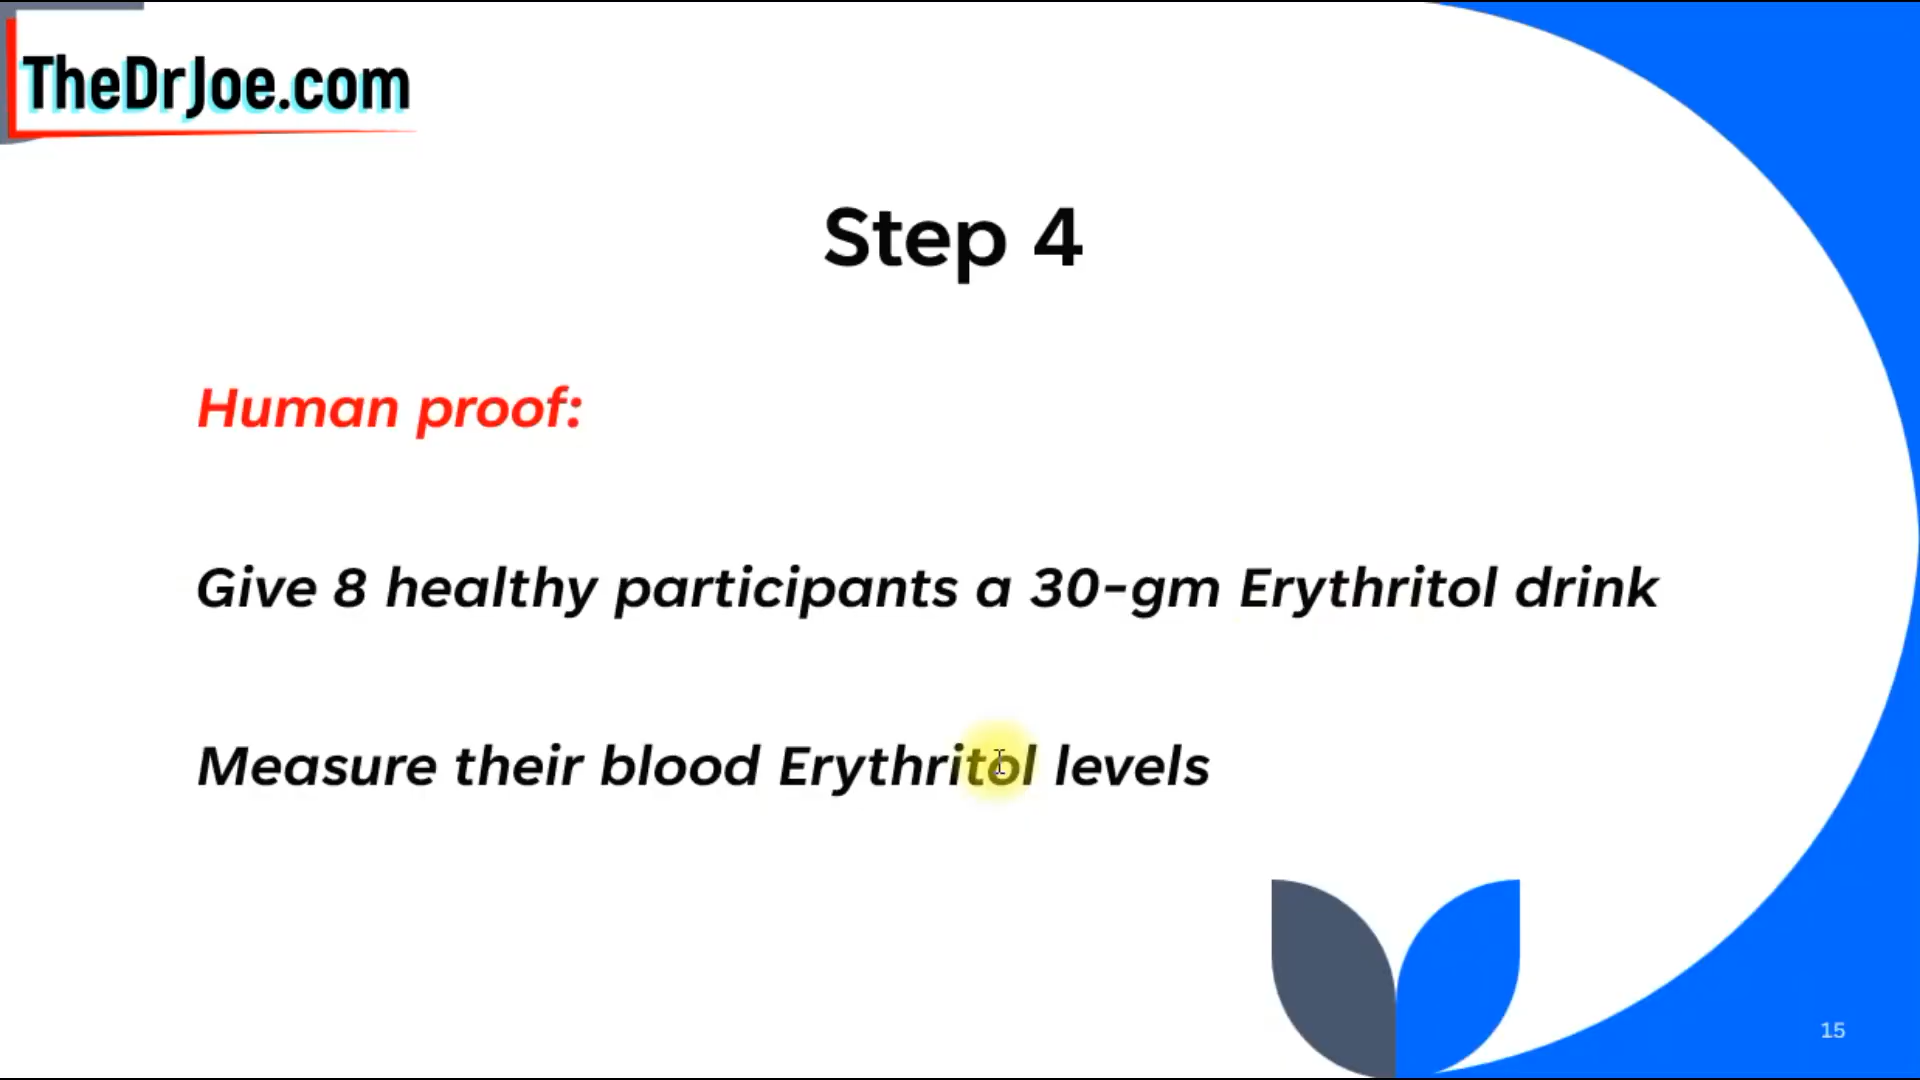 TheDrJoe.com
Step 4
Human proof:
Give 8 healthy participants a 30-gm Erythritol drink
Measure their blood Erythritol levels
15